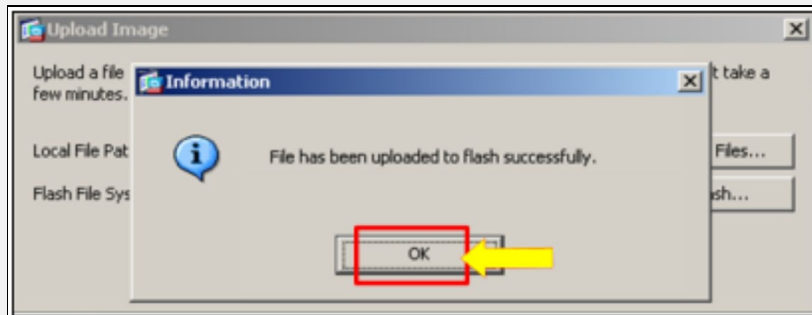 Upload Image
Upload a file
few minutes.
t take a
Information
File has been uploaded to flash successfully.
Local File Pat
Files...
Flash File Sys
sh...
OK